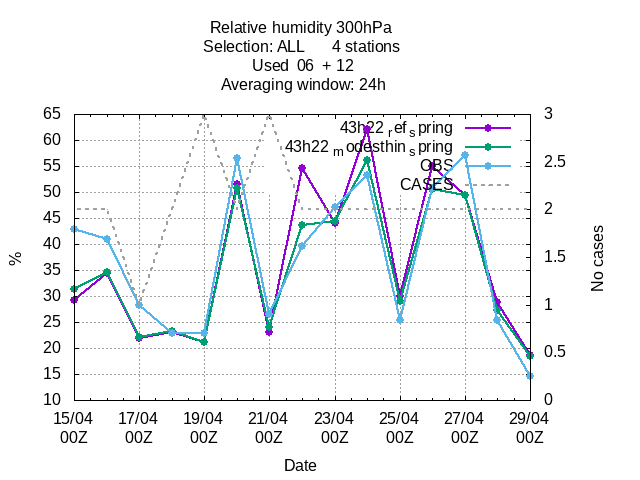 Relative humidity 300hPa
Selection: ALL 4 stations
Used 06 + 12
Averaging window: 24h
65 3
43h22_ref_spring
60
43h22_modesthin_spring
55 2.5
OBS
50
CASES
45 2
40
35 1.5
30
25 1
20
15 0.5
10 0
%
No cases
15/04 17/04 19/04 21/04 23/04 25/04 27/04 29/04
00Z 00Z 00Z 00Z 00Z 00Z 00Z 00Z
Date